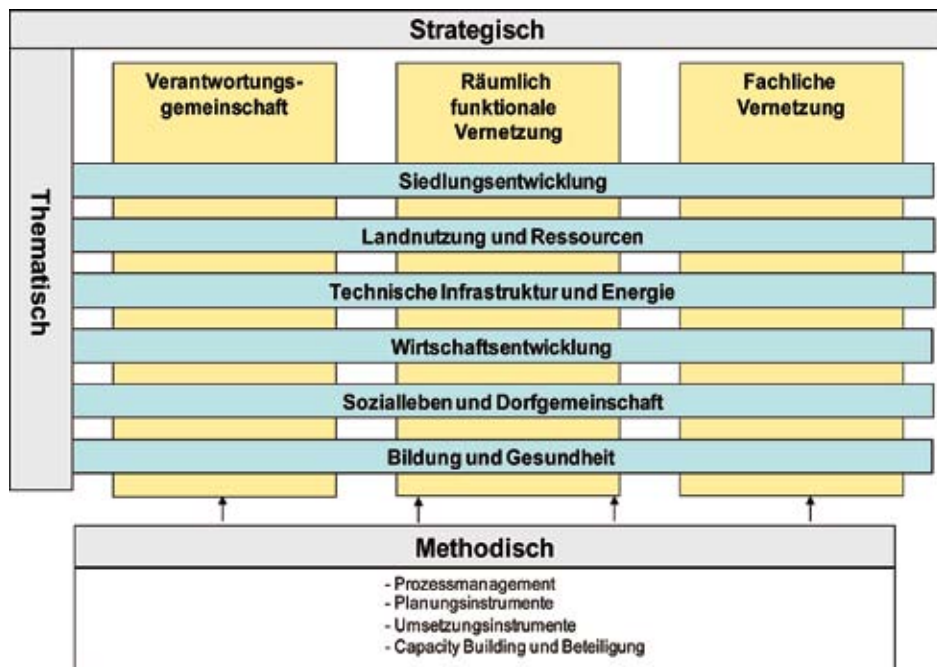 Strategisch
Verantwortungs-
gemeinschaft
Räumlich
funktionale
Vernetzung
Fachliche
Vernetzung
Thematisch
Siedlungsentwicklung
Landnutzung und Ressourcen
Technische Infrastruktur und Energie
Wirtschaftsentwicklung
Sozialleben und Dorfgemeinschaft
Bildung und Gesundheit
Methodisch
- Prozessmanagement
- Planungsinstrumente
- Umsetzungsinstrumente
- Capacity Building und Beteiligung